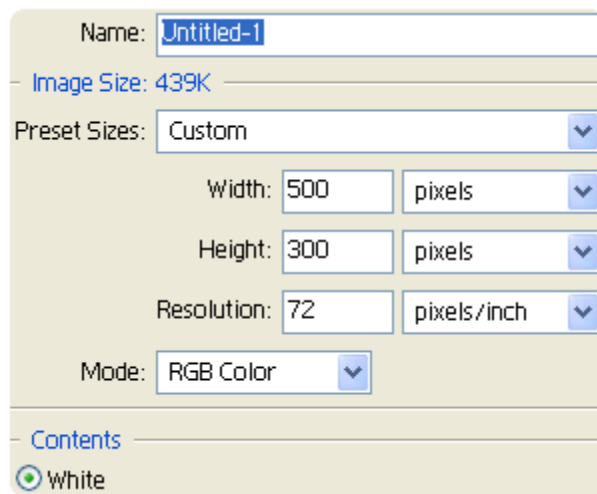 Name: Untitled-1
Image Size: 439K
Preset Sizes: Custom
Width: 500 pixels
Height: 300 pixels
Resolution: 72 pixels/inch
Mode: RGB Color
Contents
White